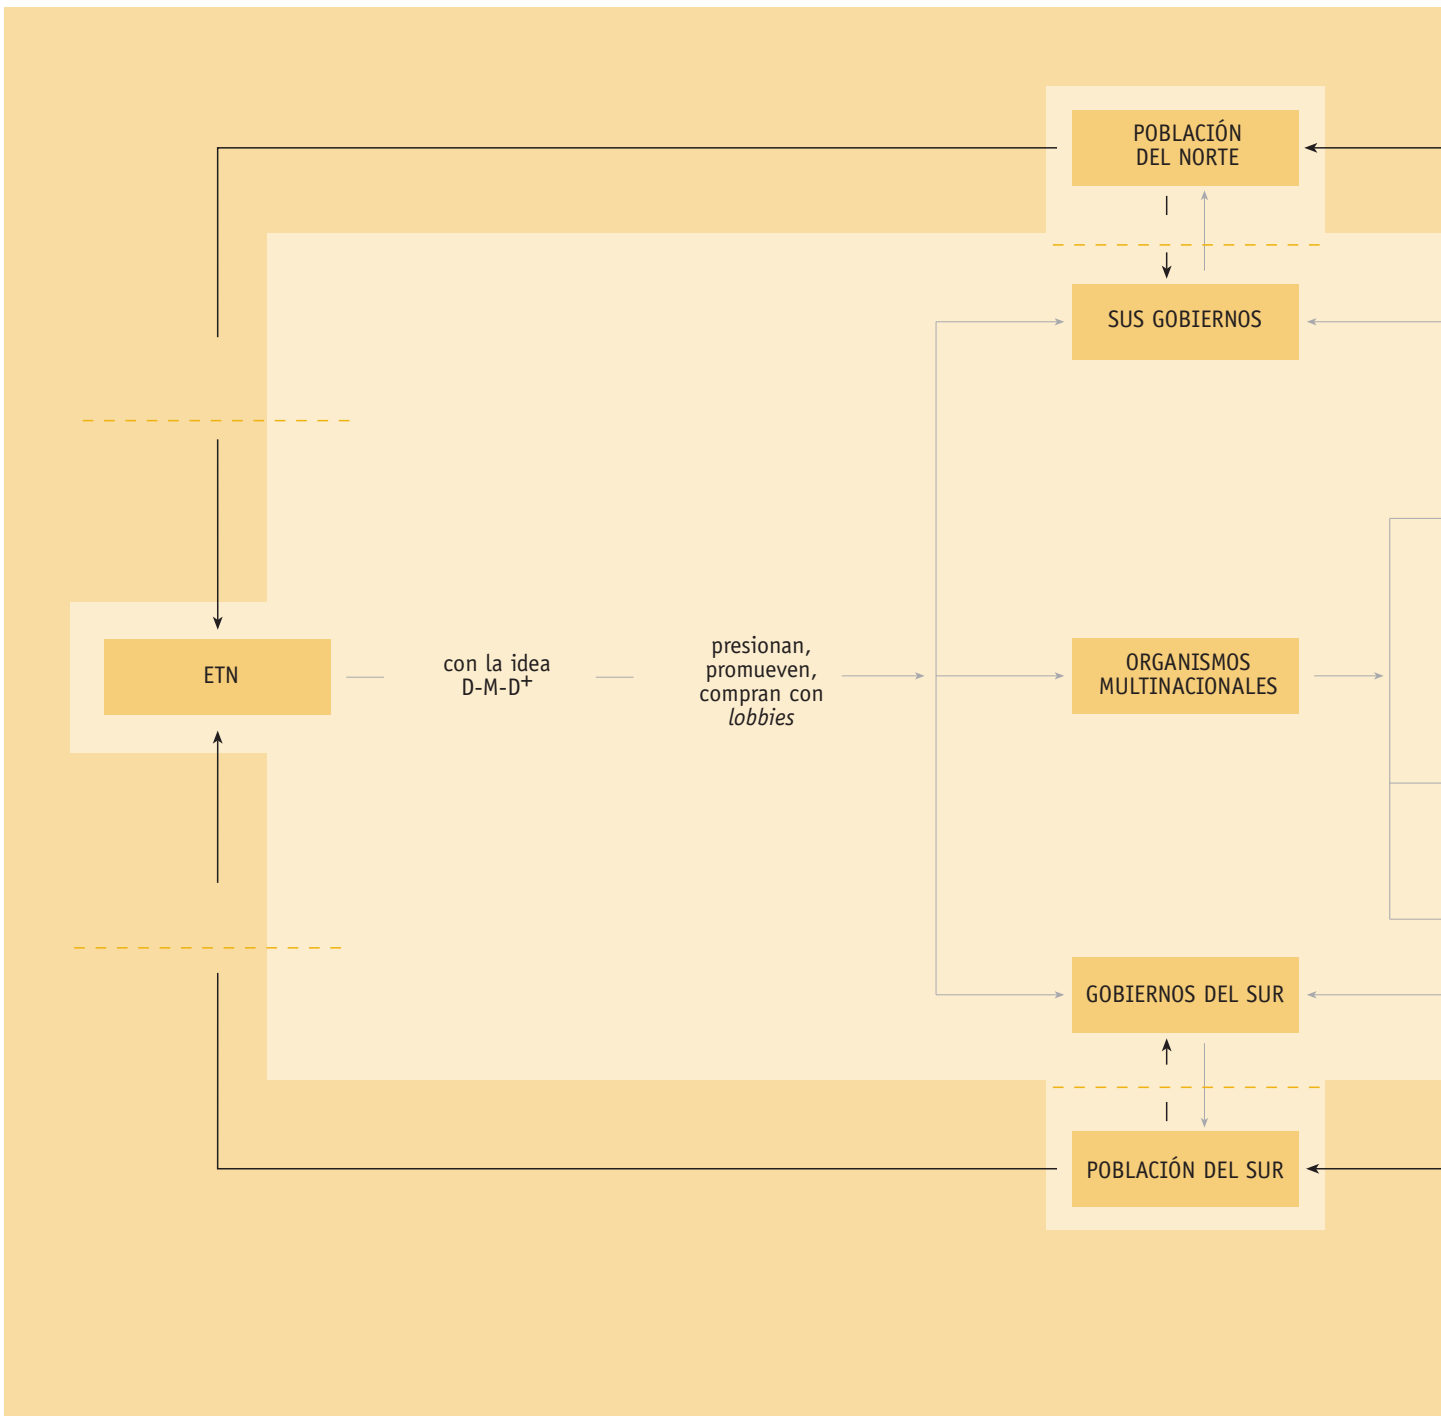 POBLACIÓN
DEL NORTE
SUS GOBIERNOS
ETN
con la idea
D-M-D+
presionan,
promueven,
compran con
lobbies
ORGANISMOS
MULTINACIONALES
GOBIERNOS DEL SUR
POBLACIÓN DEL SUR